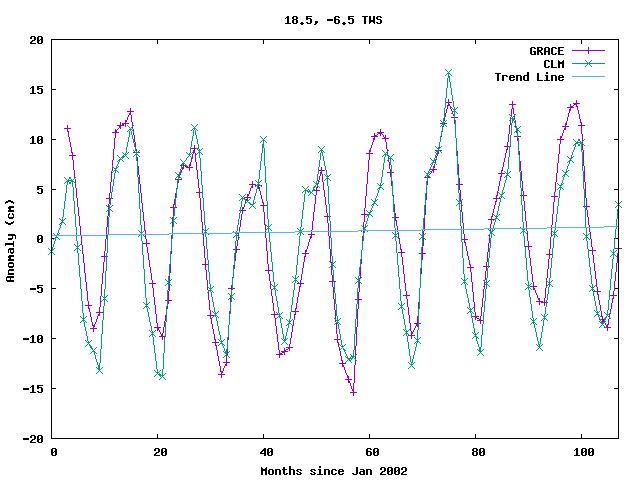 18.5, -6.5 TWS
GRACE
CLM
Trend Line
Anomaly (cm)
20
15
10
5
0
-5
-10
-15
-20
0 20 40 60 80 100
Months since Jan 2002